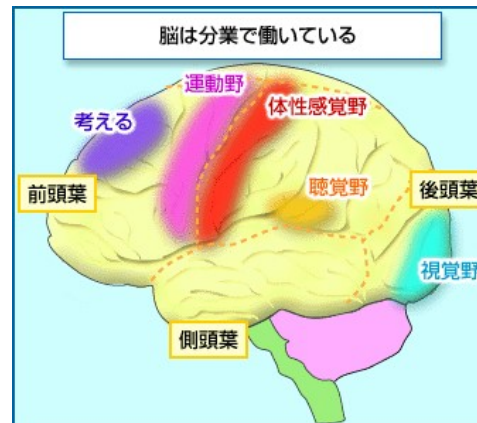 脳は分業で働いている
運動野
体性感覚野
考える
前頭葉
聴覚野
後頭葉
視覚野
側頭葉